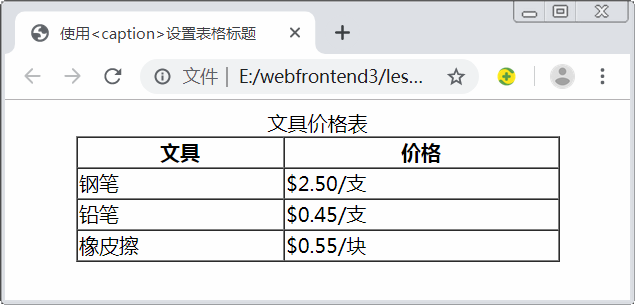 使用<caption>设置表格标题
文件 | E:/webfrontend3/les...
文具价格表
文具 价格
钢笔 $2.50/支
铅笔 $0.45/支
橡皮擦 $0.55/块